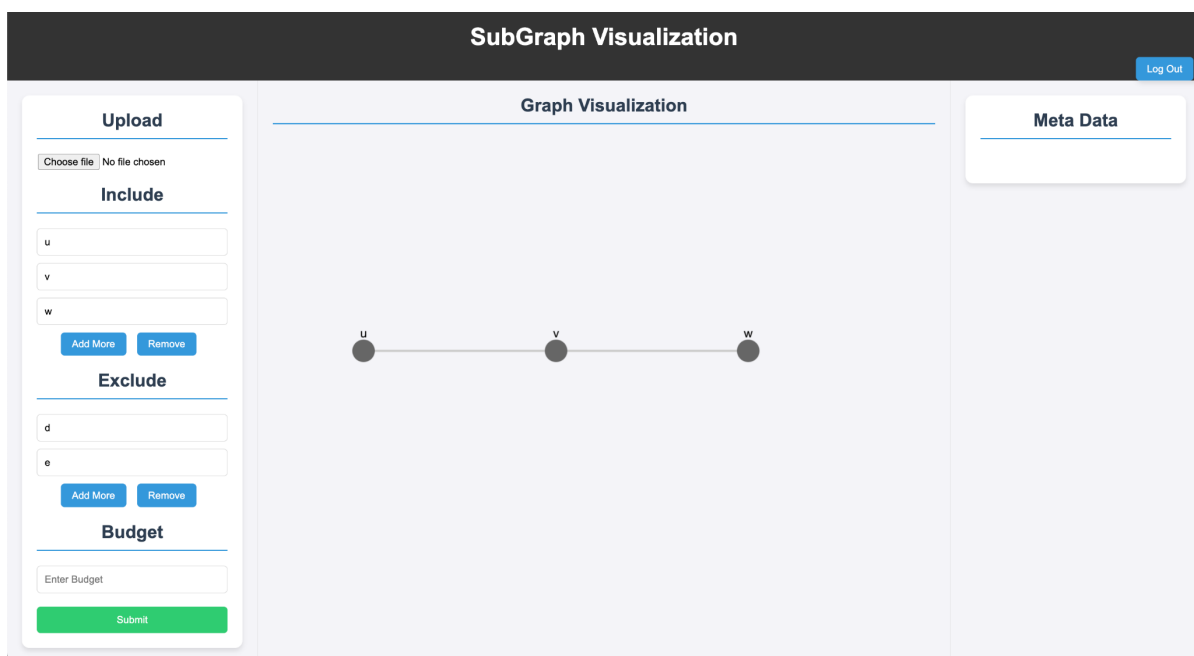 SubGraph Visualization
Log Out
Upload
Choose file No file chosen
Include
u
v
w
Add More Remove
Exclude
d
e
Add More Remove
Budget
Enter Budget
Submit
Graph Visualization
u v w
Meta Data